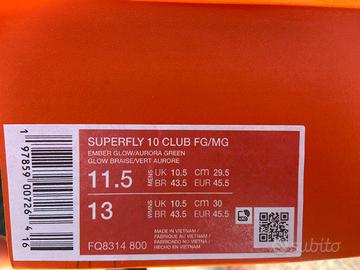 SUPERFLY 10 CLUB FG/MG
EMBER GLOW/AURORA GREEN
GLOW BRAISE/VERT AURORE
11.5 MENS UK 10.5 cm 29.5
BR 43.5 EUR 45.5
13 WMNS UK 10.5 cm 30
BR 43.5 EUR 45.5
MADE IN VIETNAM
FABRIQUE AU VIETNAM
FABRICADO NO VIETNÃ
HECHO EN VIETNAM
FQ8314 800
1 97859 00726 4
subito